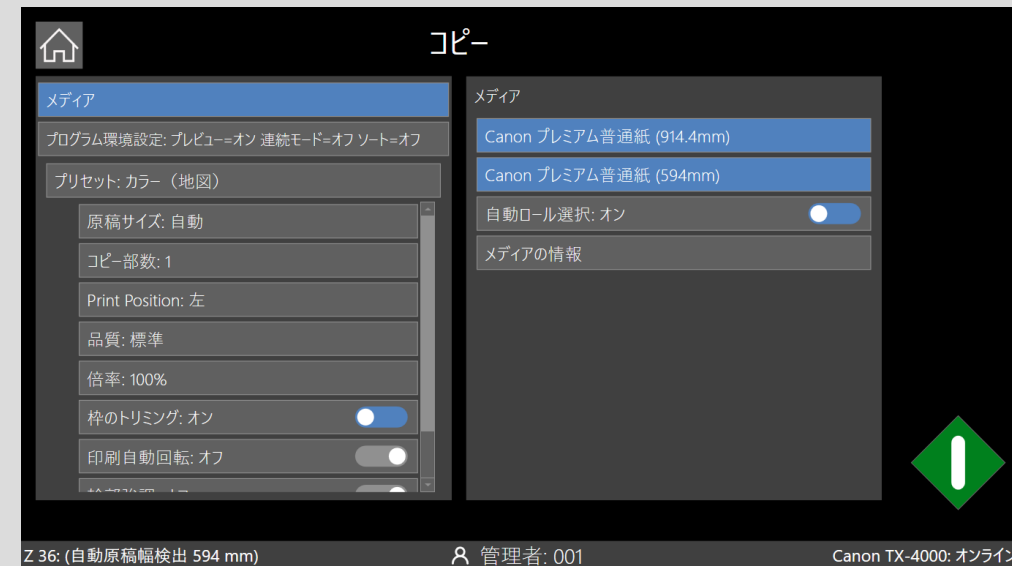 コピー
メディア
プログラム環境設定: プレビュー=オン 連続モード=オフ ソート=オフ
プリセット: カラー（地図）
原稿サイズ: 自動
コピー部数: 1
Print Position: 左
品質: 標準
倍率: 100%
枠のトリミング: オン
印刷自動回転: オフ
メディア
Canon プレミアム普通紙 (914.4mm)
Canon プレミアム普通紙 (594mm)
自動ロール選択: オン
メディアの情報
Z 36: (自動原稿幅検出 594 mm)
管理者: 001
Canon TX-4000: オンライン